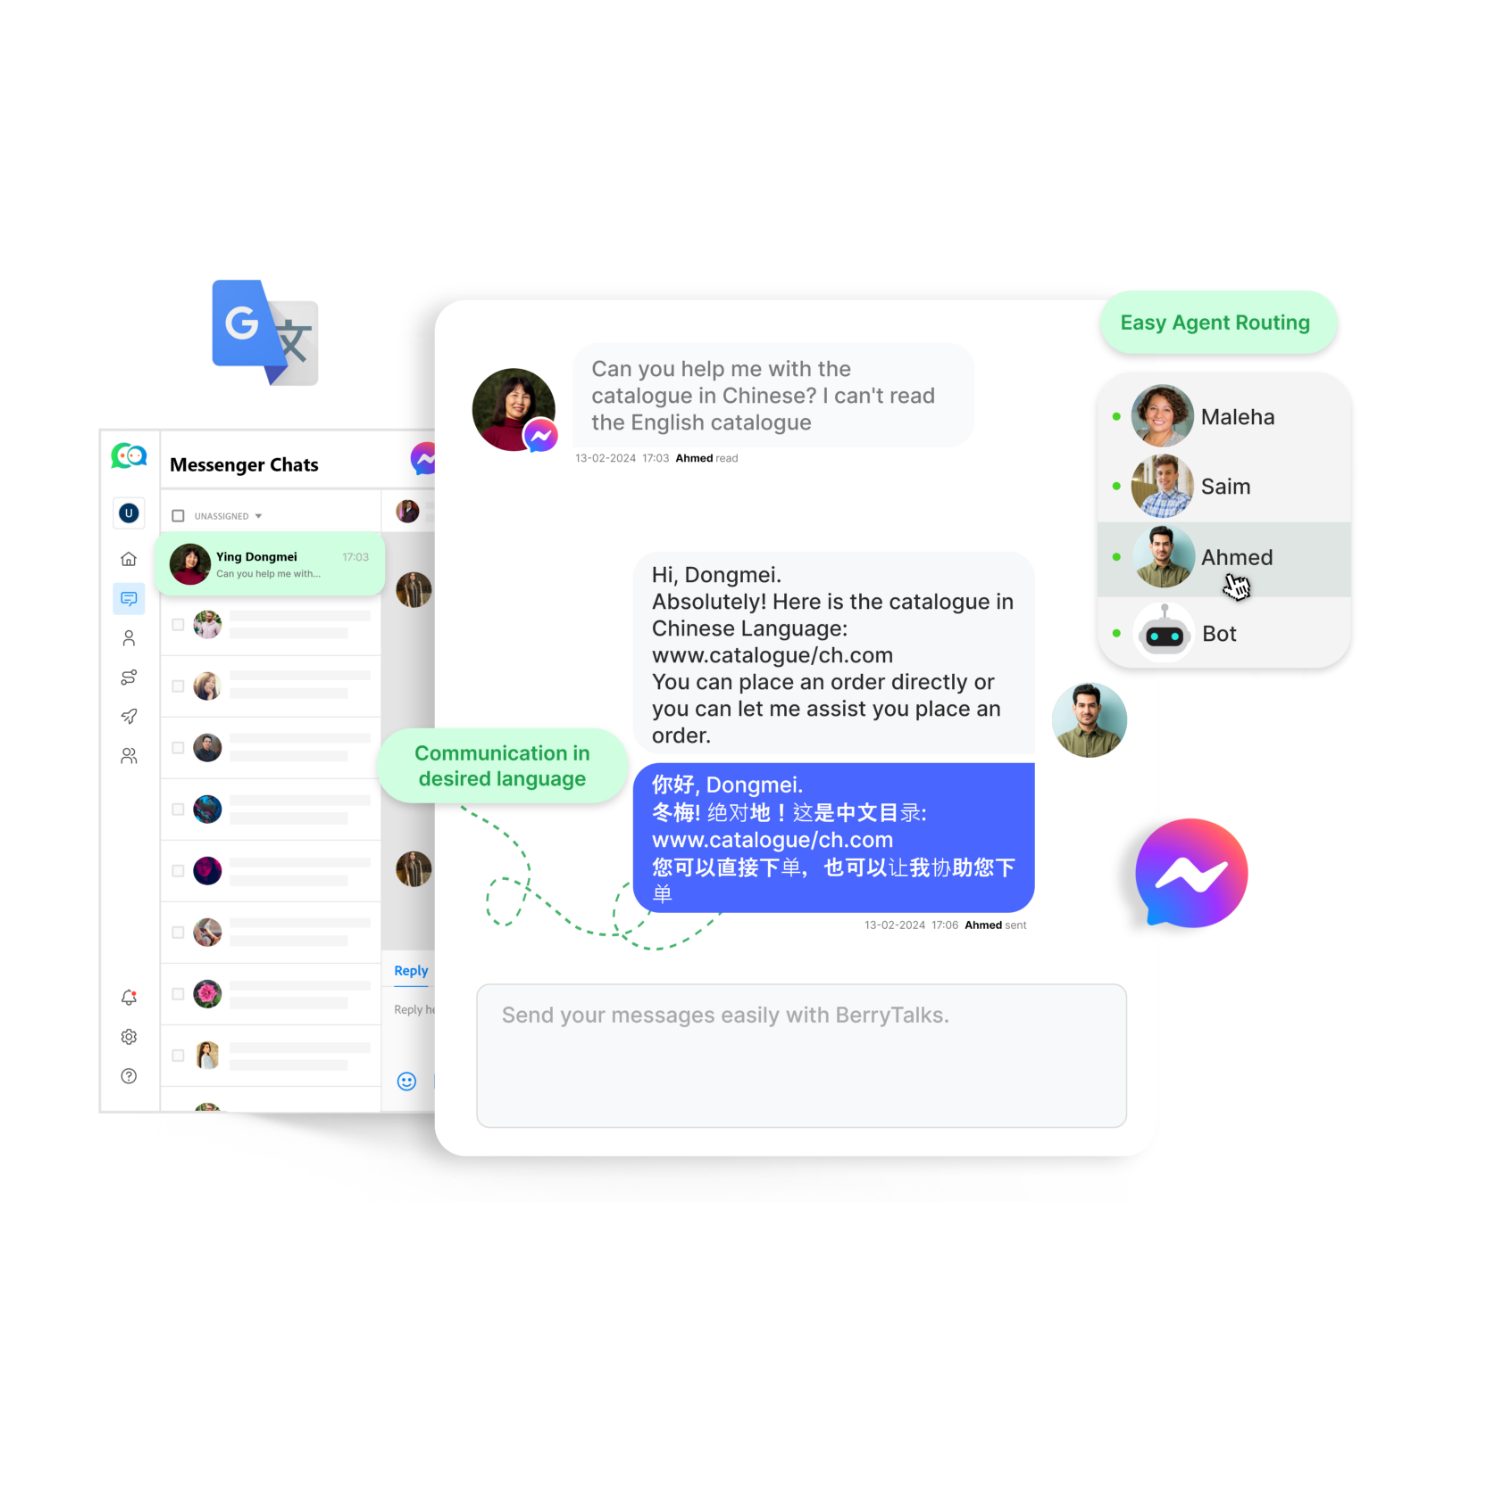 G 文
Messenger Chats
U
UNASSIGNED
Ying Dongmei 17:03
Can you help me with...
Reply
Reply he
Can you help me with the
catalogue in Chinese? I can't read
the English catalogue
13-02-2024 17:03 Ahmed read
Hi, Dongmei.
Absolutely! Here is the catalogue in
Chinese Language:
www.catalogue/ch.com
You can place an order directly or
you can let me assist you place an
order.
Communication in
desired language
你好, Dongmei.
冬梅! 绝对地！这是中文目录:
www.catalogue/ch.com
您可以直接下单，也可以让我协助您下
单
13-02-2024 17:06 Ahmed sent
Send your messages easily with BerryTalks.
Easy Agent Routing
Maleha
Saim
Ahmed
Bot